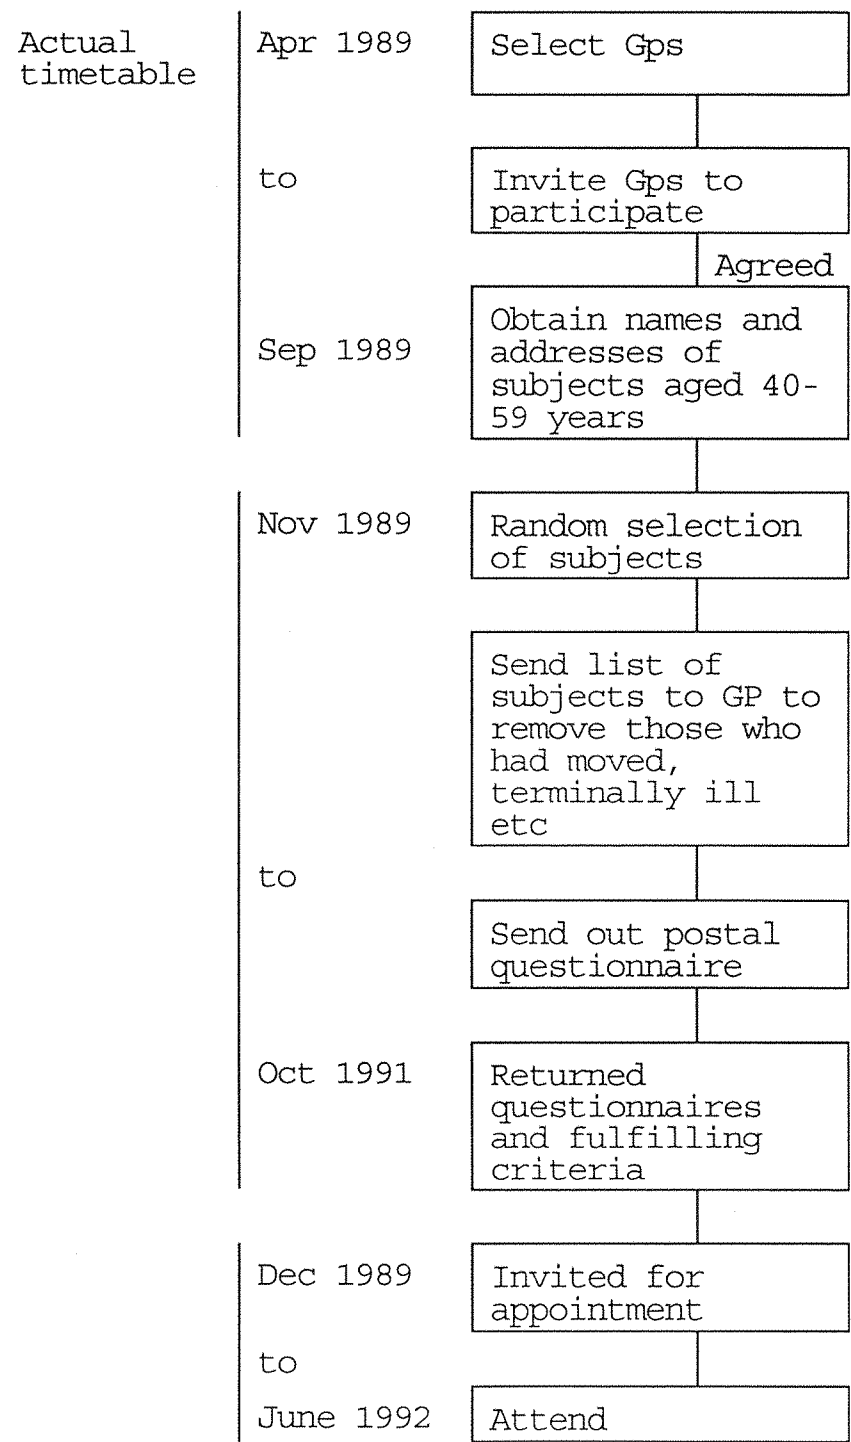 Actual
timetable
Apr 1989
Select Gps
to
Invite Gps to
participate
Agreed
Sep 1989
Obtain names and
addresses of
subjects aged 40-
59 years
Nov 1989
Random selection
of subjects
Send list of
subjects to GP to
remove those who
had moved,
terminally ill
etc
to
Send out postal
questionnaire
Oct 1991
Returned
questionnaires
and fulfilling
criteria
Dec 1989
Invited for
appointment
to
June 1992
Attend